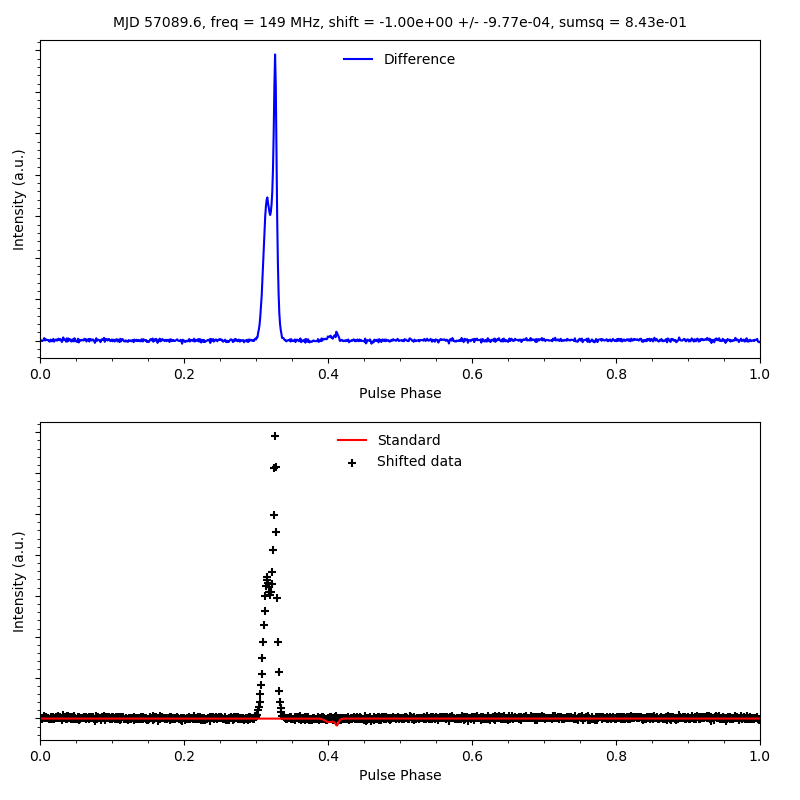 MJD 57089.6, freq = 149 MHz, shift = -1.00e+00 +/- -9.77e-04, sumsq = 8.43e-01
Difference
Intensity (a.u.)
0.0 0.2 0.4 0.6 0.8 1.0
Pulse Phase
Standard
Shifted data
Intensity (a.u.)
0.0 0.2 0.4 0.6 0.8 1.0
Pulse Phase